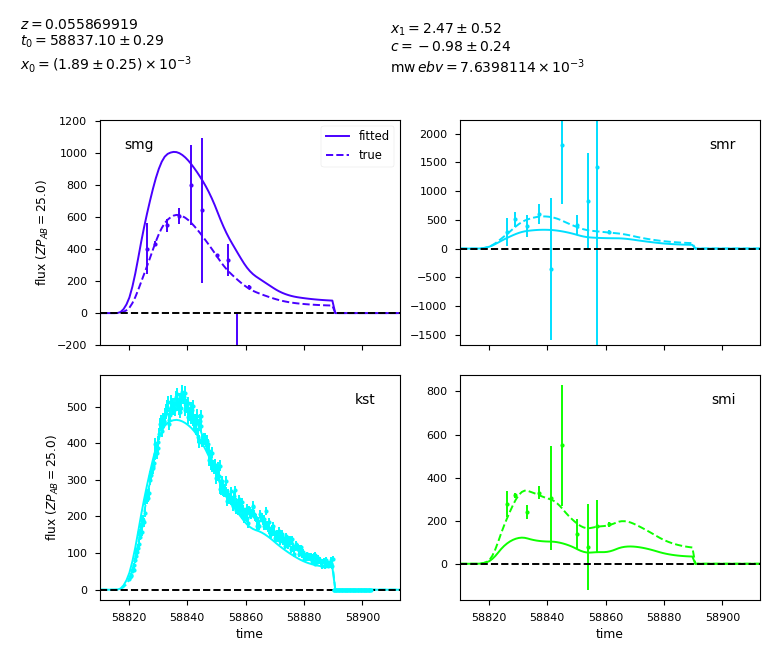 z = 0.055869919
t₀ = 58837.10 ± 0.29
x₀ = (1.89 ± 0.25) × 10⁻³
x₁ = 2.47 ± 0.52
c = −0.98 ± 0.24
mw ebv = 7.6398114 × 10⁻³
1200
1000
800
600
400
200
0
−200
flux (ZP_AB = 25.0)
smg
fitted
true
2000
1500
1000
500
0
−500
−1000
−1500
smr
500
400
300
200
100
0
flux (ZP_AB = 25.0)
kst
58820 58840 58860 58880 58900
time
800
600
400
200
0
smi
58820 58840 58860 58880 58900
time